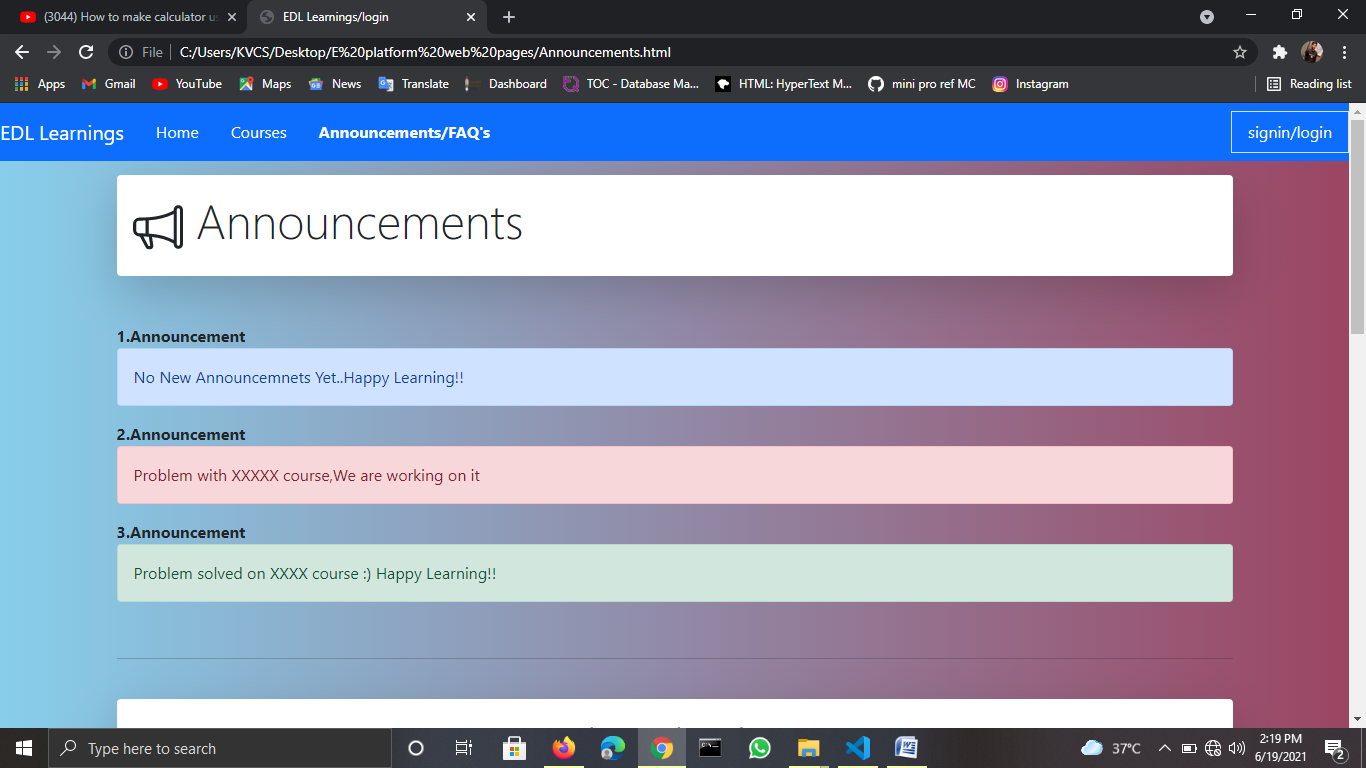 (3044) How to make calculator u
EDL Learnings/login
File
C:/Users/KVCS/Desktop/E%20platform%20web%20pages/Announcements.html
Apps
Gmail
YouTube
Maps
News
Translate
Dashboard
TOC - Database Ma...
HTML: HyperText M...
mini pro ref MC
Instagram
Reading list
EDL Learnings
Home
Courses
Announcements/FAQ's
signin/login
Announcements
1.Announcement
No New Announcemnets Yet..Happy Learning!!
2.Announcement
Problem with XXXXX course,We are working on it
3.Announcement
Problem solved on XXXX course :) Happy Learning!!
Type here to search
37°C
2:19 PM
6/19/2021
2